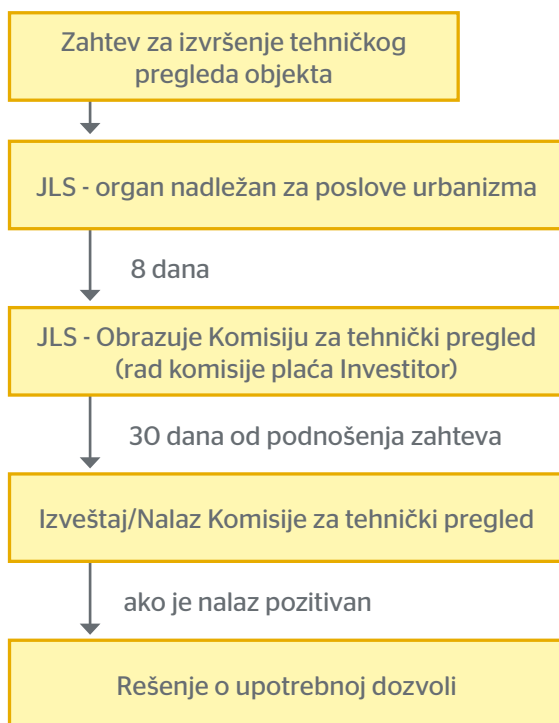 Zahtev za izvršenje tehničkog
pregleda objekta
JLS - organ nadležan za poslove urbanizma
8 dana
JLS - Obrazuje Komisiju za tehnički pregled
(rad komisije plaća Investitor)
30 dana od podnošenja zahteva
Izveštaj/Nalaz Komisije za tehnički pregled
ako je nalaz pozitivan
Rešenje o upotrebnoj dozvoli